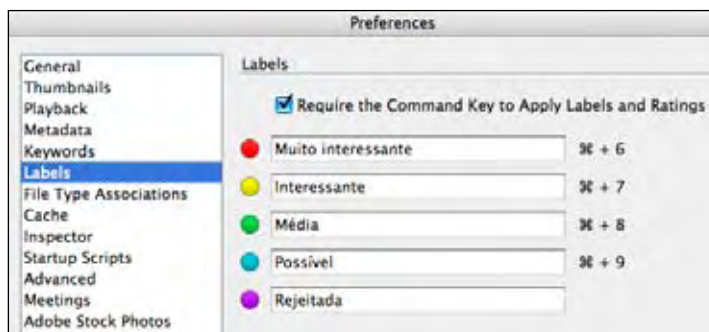 Preferences
General
Thumbnails
Playback
Metadata
Keywords
Labels
File Type Associations
Cache
Inspector
Startup Scripts
Advanced
Meetings
Adobe Stock Photos
Labels
Require the Command Key to Apply Labels and Ratings
Muito interessante ⌘ + 6
Interessante ⌘ + 7
Média ⌘ + 8
Possível ⌘ + 9
Rejeitada